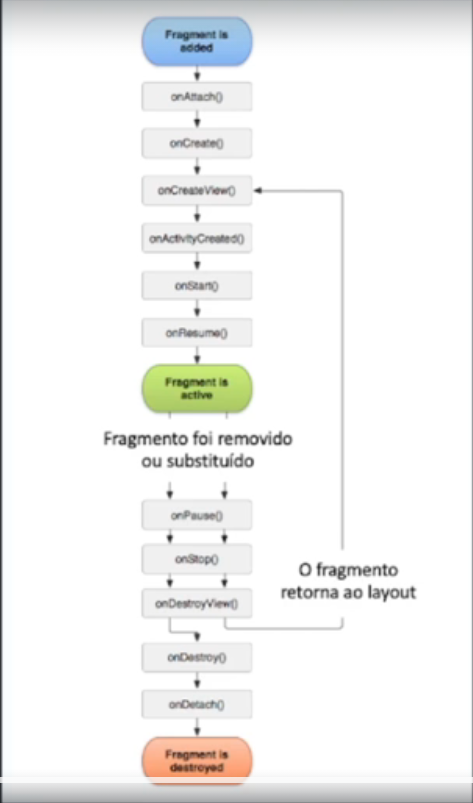 Fragment is
added
onAttach()
onCreate()
onCreateView()
onActivityCreated()
onStart()
onResume()
Fragment is
active
Fragmento foi removido
ou substituído
onPause()
onStop()
O fragmento
retorna ao layout
onDestroyView()
onDestroy()
onDetach()
Fragment is
destroyed